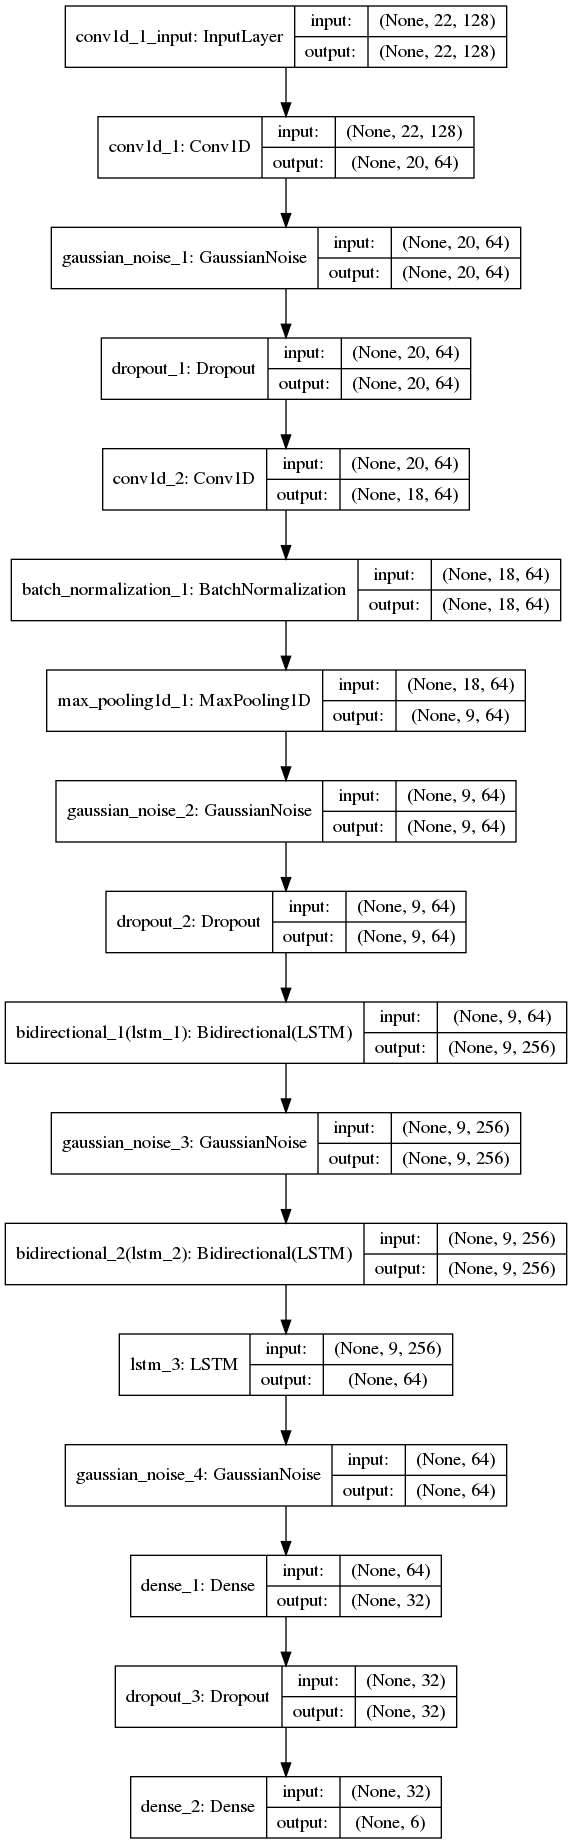 conv1d_1_input: InputLayer
input: (None, 22, 128)
output: (None, 22, 128)
conv1d_1: Conv1D
input: (None, 22, 128)
output: (None, 20, 64)
gaussian_noise_1: GaussianNoise
input: (None, 20, 64)
output: (None, 20, 64)
dropout_1: Dropout
input: (None, 20, 64)
output: (None, 20, 64)
conv1d_2: Conv1D
input: (None, 20, 64)
output: (None, 18, 64)
batch_normalization_1: BatchNormalization
input: (None, 18, 64)
output: (None, 18, 64)
max_pooling1d_1: MaxPooling1D
input: (None, 18, 64)
output: (None, 9, 64)
gaussian_noise_2: GaussianNoise
input: (None, 9, 64)
output: (None, 9, 64)
dropout_2: Dropout
input: (None, 9, 64)
output: (None, 9, 64)
bidirectional_1(lstm_1): Bidirectional(LSTM)
input: (None, 9, 64)
output: (None, 9, 256)
gaussian_noise_3: GaussianNoise
input: (None, 9, 256)
output: (None, 9, 256)
bidirectional_2(lstm_2): Bidirectional(LSTM)
input: (None, 9, 256)
output: (None, 9, 256)
lstm_3: LSTM
input: (None, 9, 256)
output: (None, 64)
gaussian_noise_4: GaussianNoise
input: (None, 64)
output: (None, 64)
dense_1: Dense
input: (None, 64)
output: (None, 32)
dropout_3: Dropout
input: (None, 32)
output: (None, 32)
dense_2: Dense
input: (None, 32)
output: (None, 6)